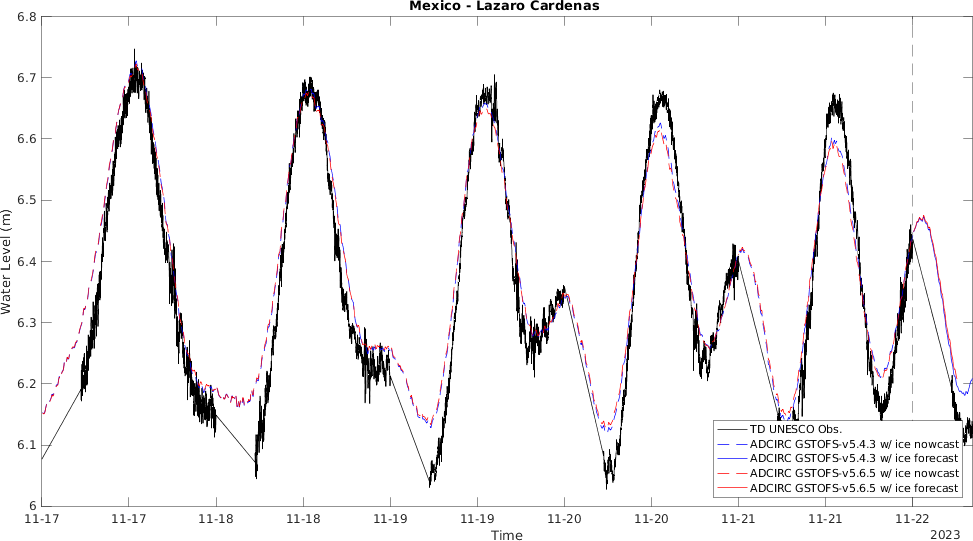 Mexico - Lazaro Cardenas
6.8
6.7
6.6
6.5
6.4
6.3
6.2
6.1
6
Water Level (m)
TD UNESCO Obs.
ADCIRC GSTOFS-v5.4.3 w/ ice nowcast
ADCIRC GSTOFS-v5.4.3 w/ ice forecast
ADCIRC GSTOFS-v5.6.5 w/ ice nowcast
ADCIRC GSTOFS-v5.6.5 w/ ice forecast
11-17 11-17 11-18 11-18 11-19 11-19 11-20 11-20 11-21 11-21 11-22
Time
2023